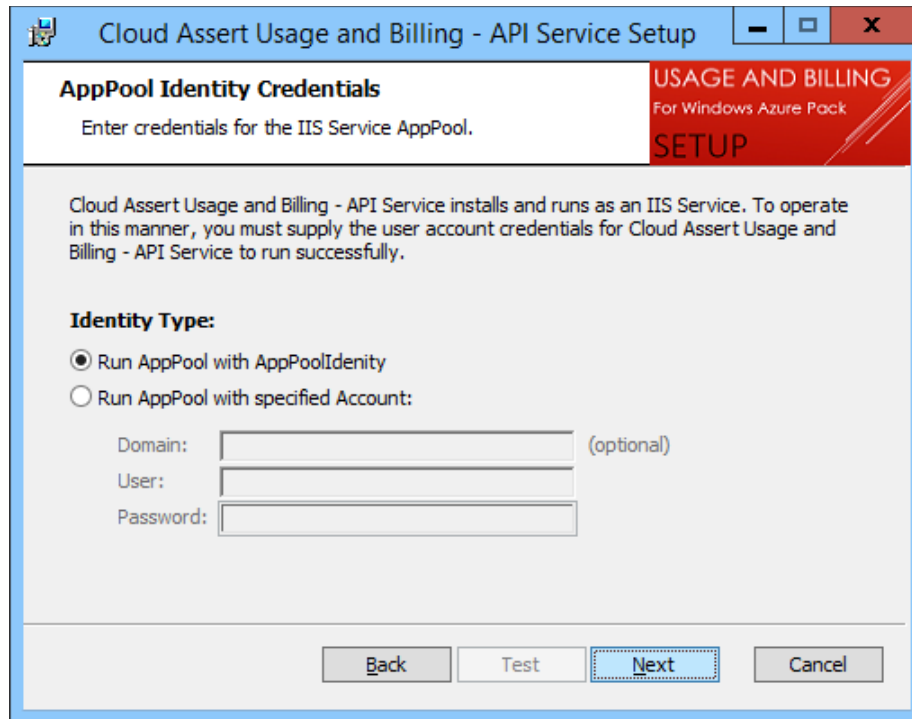 Cloud Assert Usage and Billing - API Service Setup
AppPool Identity Credentials
Enter credentials for the IIS Service AppPool.
USAGE AND BILLING
For Windows Azure Pack
SETUP
Cloud Assert Usage and Billing - API Service installs and runs as an IIS Service. To operate
in this manner, you must supply the user account credentials for Cloud Assert Usage and
Billing - API Service to run successfully.
Identity Type:
Run AppPool with AppPoolIdenity
Run AppPool with specified Account:
Domain:
(optional)
User:
Password:
Back
Test
Next
Cancel